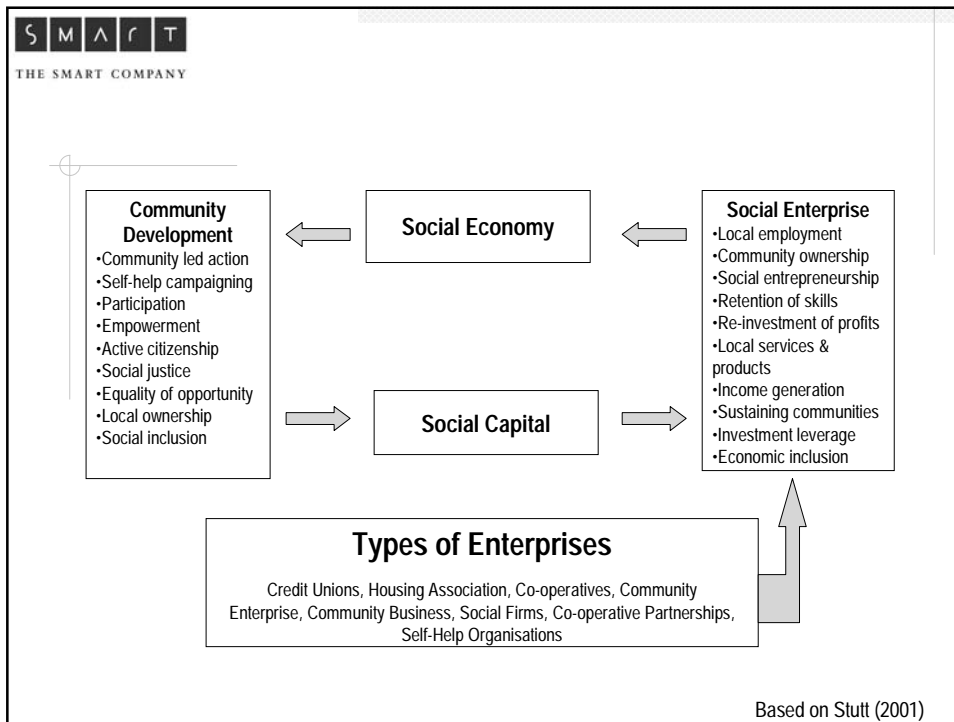 SMART
THE SMART COMPANY
Community
Development
•Community led action
•Self-help campaigning
•Participation
•Empowerment
•Active citizenship
•Social justice
•Equality of opportunity
•Local ownership
•Social inclusion
Social Economy
Social Capital
Social Enterprise
•Local employment
•Community ownership
•Social entrepreneurship
•Retention of skills
•Re-investment of profits
•Local services &
products
•Income generation
•Sustaining communities
•Investment leverage
•Economic inclusion
Types of Enterprises
Credit Unions, Housing Association, Co-operatives, Community
Enterprise, Community Business, Social Firms, Co-operative Partnerships,
Self-Help Organisations
Based on Stutt (2001)